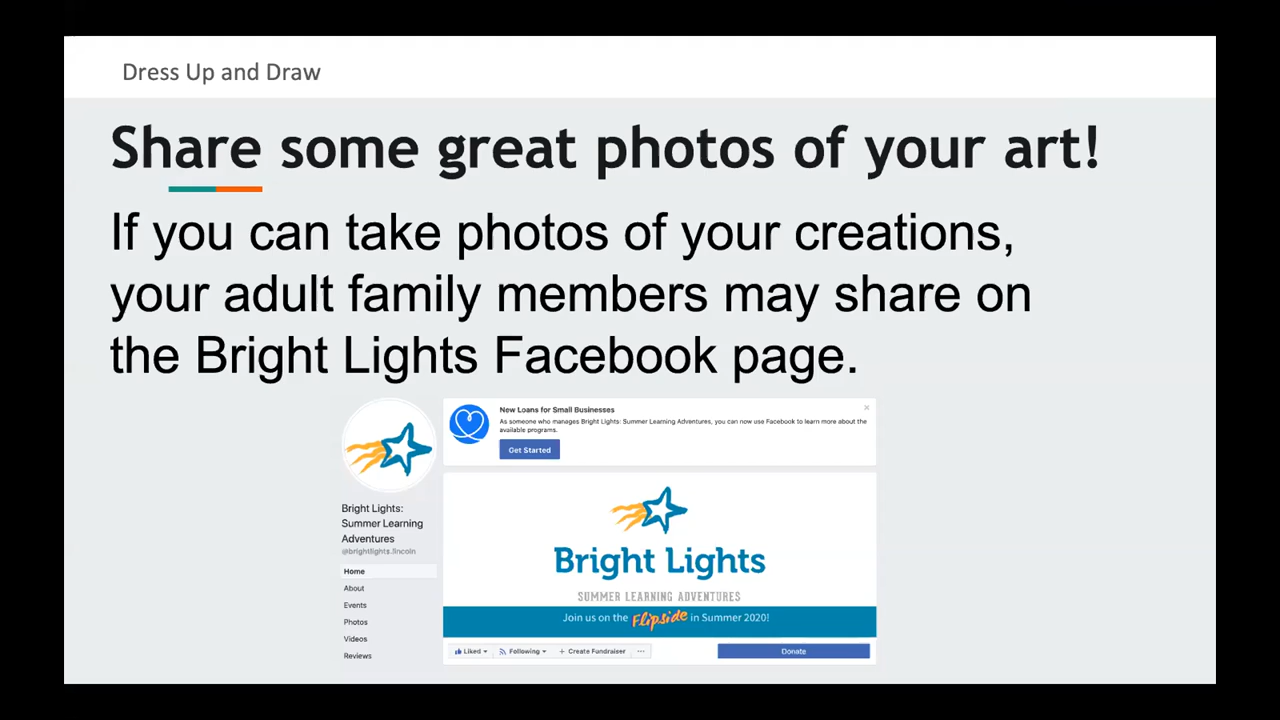 Dress Up and Draw
Share some great photos of your art!
If you can take photos of your creations,
your adult family members may share on
the Bright Lights Facebook page.
New Loans for Small Businesses
As someone who manages Bright Lights: Summer Learning Adventures, you can now use Facebook to learn more about the
available programs.
Get Started
Bright Lights:
Summer Learning
Adventures
@brightlights.lincoln
Home
About
Events
Photos
Videos
Reviews
Bright Lights
SUMMER LEARNING ADVENTURES
Join us on the Flipside in Summer 2020!
Liked Following + Create Fundraiser ... Donate